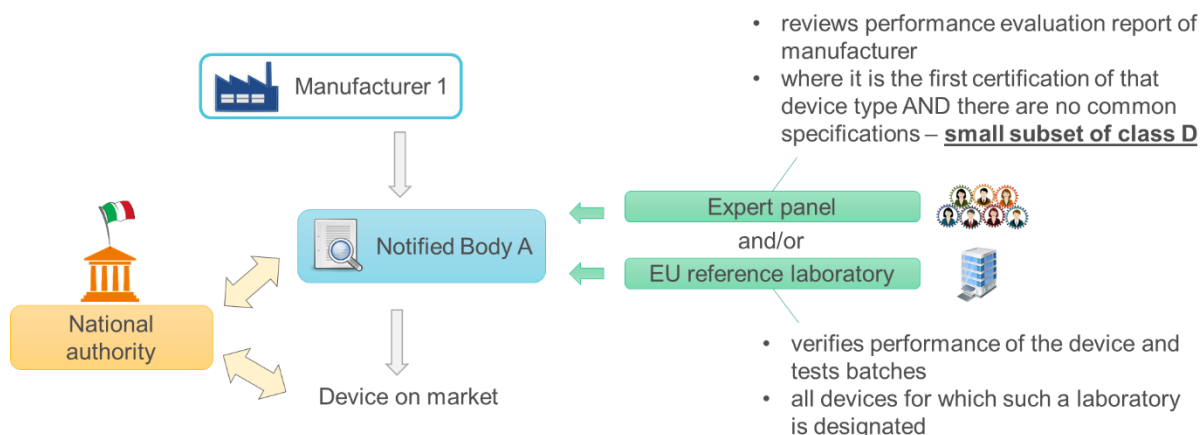 • reviews performance evaluation report of
manufacturer
• where it is the first certification of that
device type AND there are no common
specifications – small subset of class D
Manufacturer 1
Expert panel
and/or
EU reference laboratory
Notified Body A
National
authority
Device on market
• verifies performance of the device and
tests batches
• all devices for which such a laboratory
is designated